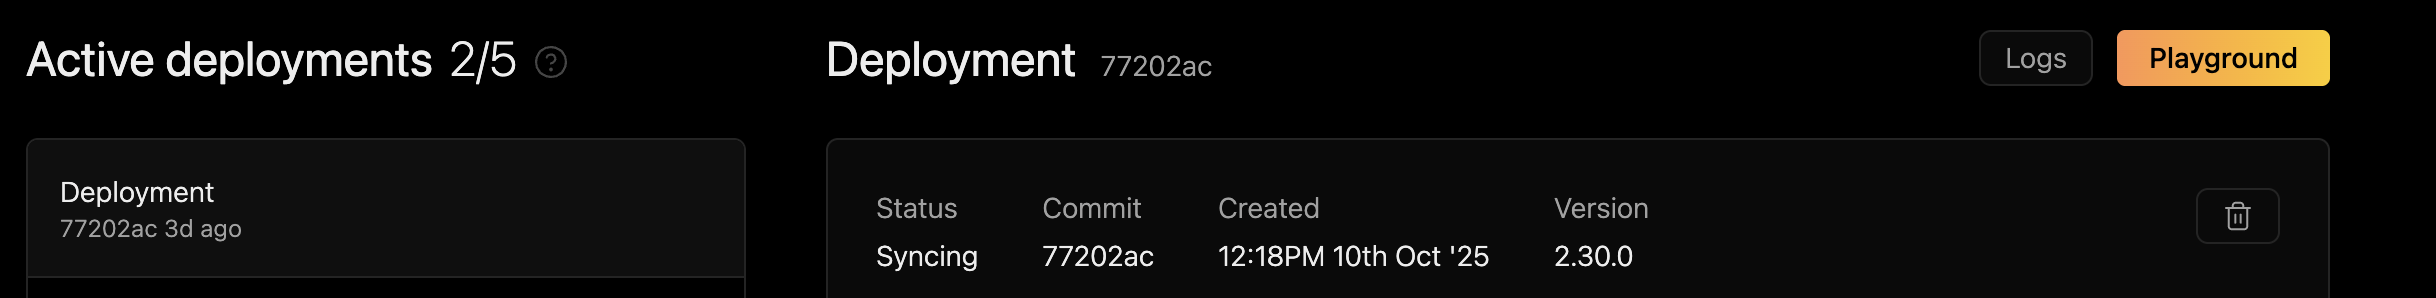 Active deployments 2/5 ?
Deployment
77202ac 3d ago
Deployment 77202ac
Logs
Playground
Status Commit Created Version
Syncing 77202ac 12:18PM 10th Oct '25 2.30.0